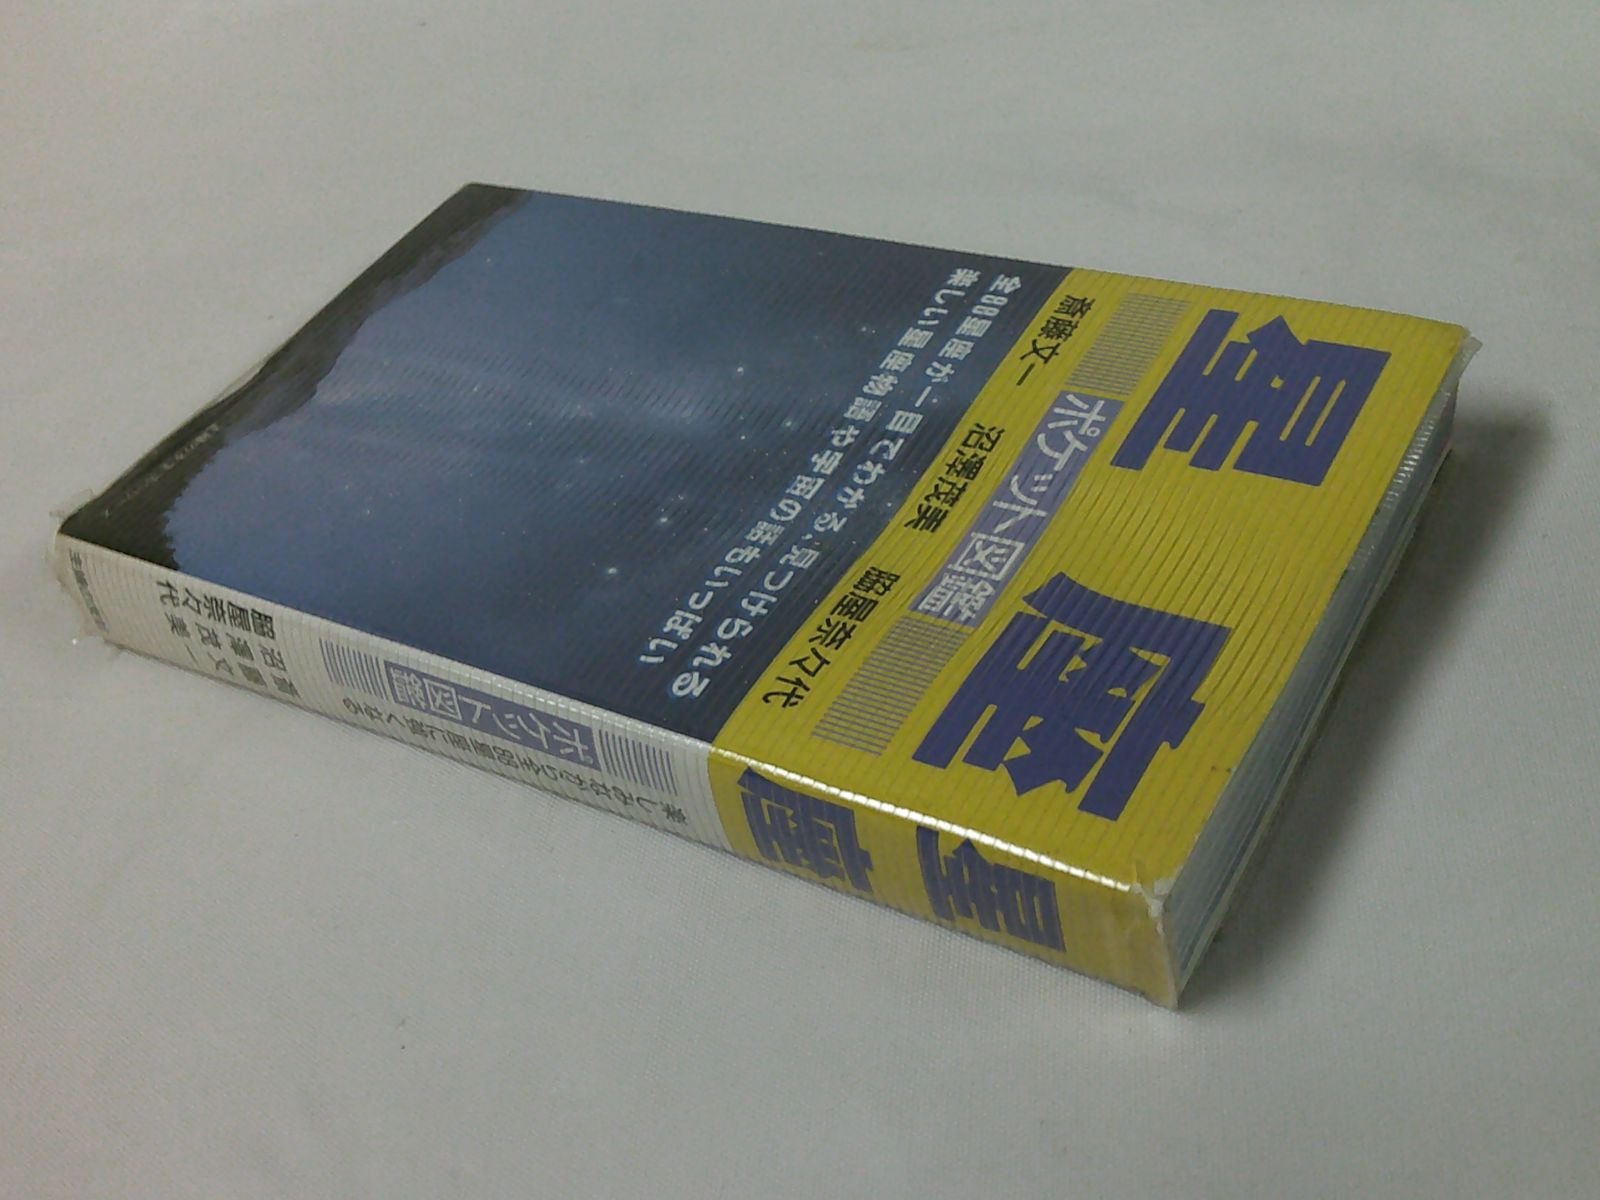 星座
ポケット図鑑
斎藤文一
沼澤茂美
脇屋奈々代
全88星座が一目でわかる、見つけられる
楽しい星座物語や宇宙の話もいっぱい
星座
楽しみながら全88星座に強くなる
ポケット図鑑
斎藤文一
沼澤茂美
脇屋奈々代